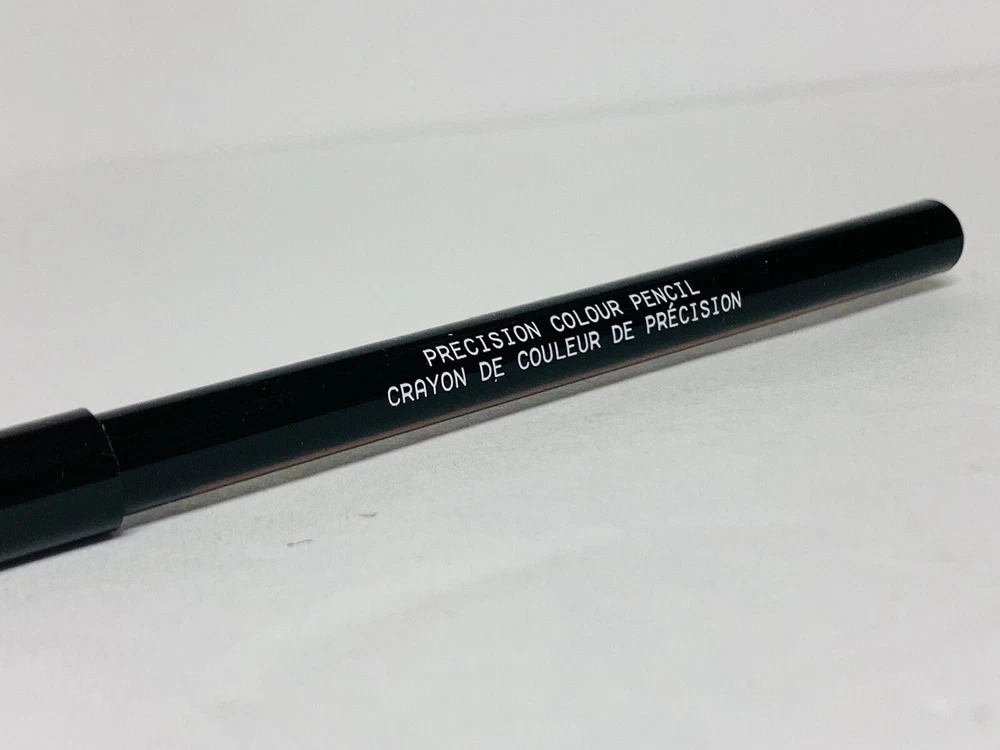 PRECISION COLOUR PENCIL
CRAYON DE COULEUR DE PRÉCISION